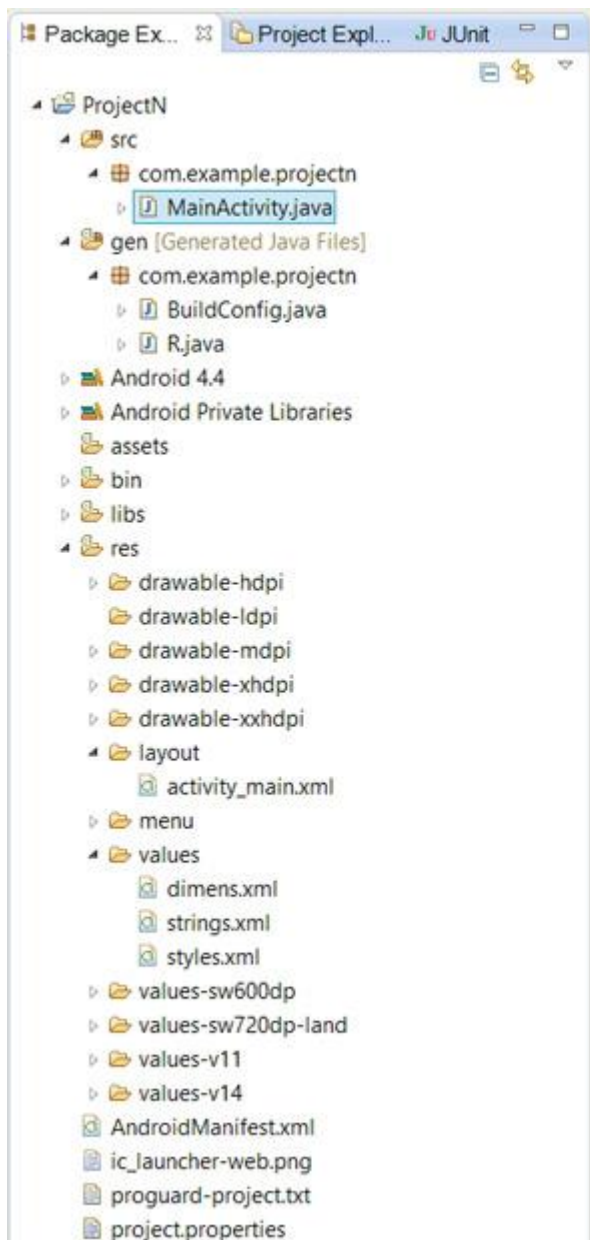 Package Ex... Project Expl... Ju JUnit
ProjectN
src
com.example.projectn
MainActivity.java
gen [Generated Java Files]
com.example.projectn
BuildConfig.java
R.java
Android 4.4
Android Private Libraries
assets
bin
libs
res
drawable-hdpi
drawable-ldpi
drawable-mdpi
drawable-xhdpi
drawable-xxhdpi
layout
activity_main.xml
menu
values
dimens.xml
strings.xml
styles.xml
values-sw600dp
values-sw720dp-land
values-v11
values-v14
AndroidManifest.xml
ic_launcher-web.png
proguard-project.txt
project.properties